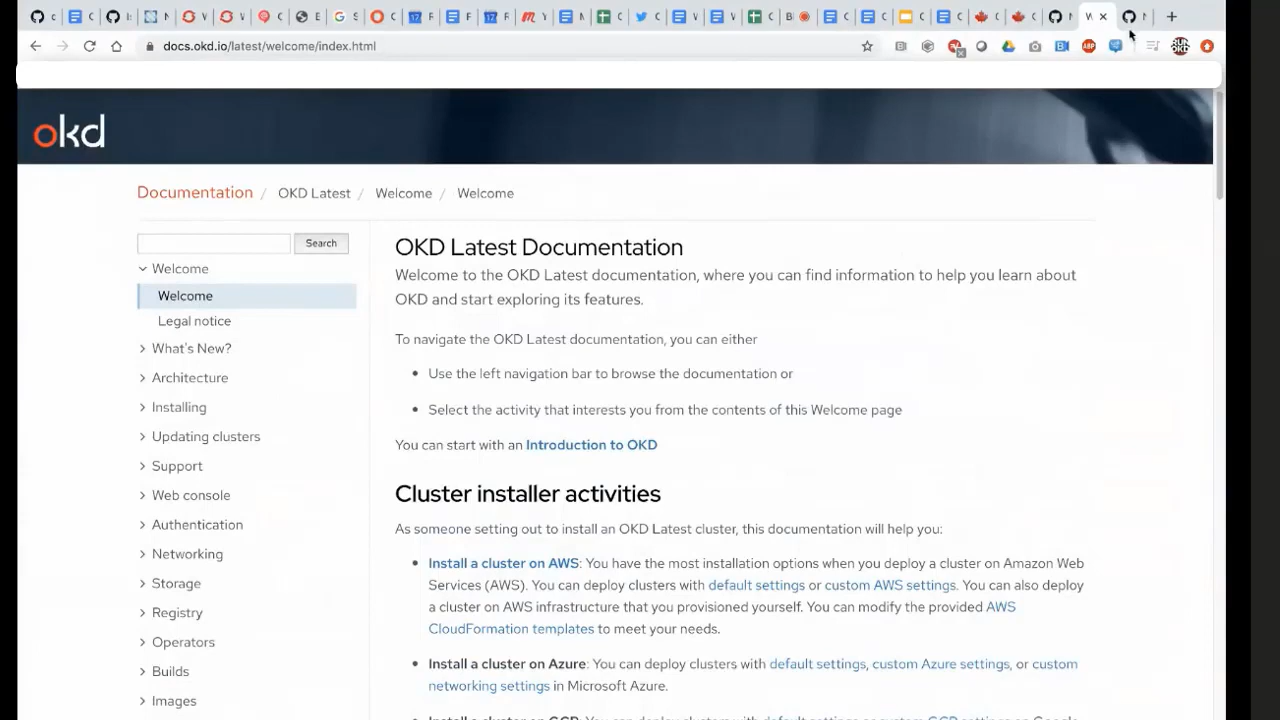 docs.okd.io/latest/welcome/index.html
okd
Documentation / OKD Latest / Welcome / Welcome
Search
Welcome
Welcome
Legal notice
What's New?
Architecture
Installing
Updating clusters
Support
Web console
Authentication
Networking
Storage
Registry
Operators
Builds
Images
OKD Latest Documentation
Welcome to the OKD Latest documentation, where you can find information to help you learn about
OKD and start exploring its features.
To navigate the OKD Latest documentation, you can either
Use the left navigation bar to browse the documentation or
Select the activity that interests you from the contents of this Welcome page
You can start with an Introduction to OKD
Cluster installer activities
As someone setting out to install an OKD Latest cluster, this documentation will help you:
Install a cluster on AWS: You have the most installation options when you deploy a cluster on Amazon Web
Services (AWS). You can deploy clusters with default settings or custom AWS settings. You can also deploy
a cluster on AWS infrastructure that you provisioned yourself. You can modify the provided AWS
CloudFormation templates to meet your needs.
Install a cluster on Azure: You can deploy clusters with default settings, custom Azure settings, or custom
networking settings in Microsoft Azure.